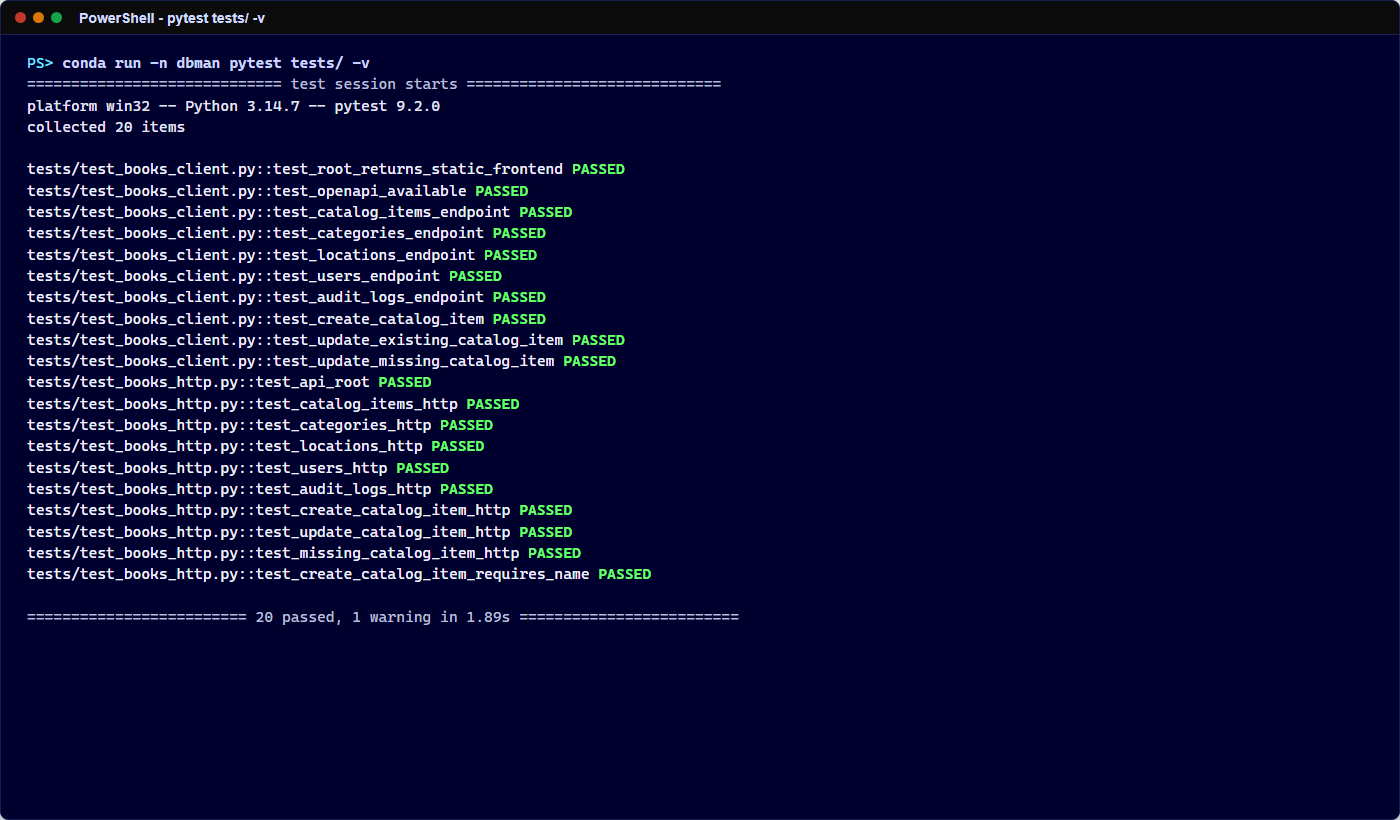 PowerShell - pytest tests/ -v
PS> conda run -n dbman pytest tests/ -v
============================= test session starts =============================
platform win32 -- Python 3.14.7 -- pytest 9.2.0
collected 20 items
tests/test_books_client.py::test_root_returns_static_frontend PASSED
tests/test_books_client.py::test_openapi_available PASSED
tests/test_books_client.py::test_catalog_items_endpoint PASSED
tests/test_books_client.py::test_categories_endpoint PASSED
tests/test_books_client.py::test_locations_endpoint PASSED
tests/test_books_client.py::test_users_endpoint PASSED
tests/test_books_client.py::test_audit_logs_endpoint PASSED
tests/test_books_client.py::test_create_catalog_item PASSED
tests/test_books_client.py::test_update_existing_catalog_item PASSED
tests/test_books_client.py::test_update_missing_catalog_item PASSED
tests/test_books_http.py::test_api_root PASSED
tests/test_books_http.py::test_catalog_items_http PASSED
tests/test_books_http.py::test_categories_http PASSED
tests/test_books_http.py::test_locations_http PASSED
tests/test_books_http.py::test_users_http PASSED
tests/test_books_http.py::test_audit_logs_http PASSED
tests/test_books_http.py::test_create_catalog_item_http PASSED
tests/test_books_http.py::test_update_catalog_item_http PASSED
tests/test_books_http.py::test_missing_catalog_item_http PASSED
tests/test_books_http.py::test_create_catalog_item_requires_name PASSED
========================= 20 passed, 1 warning in 1.89s =========================